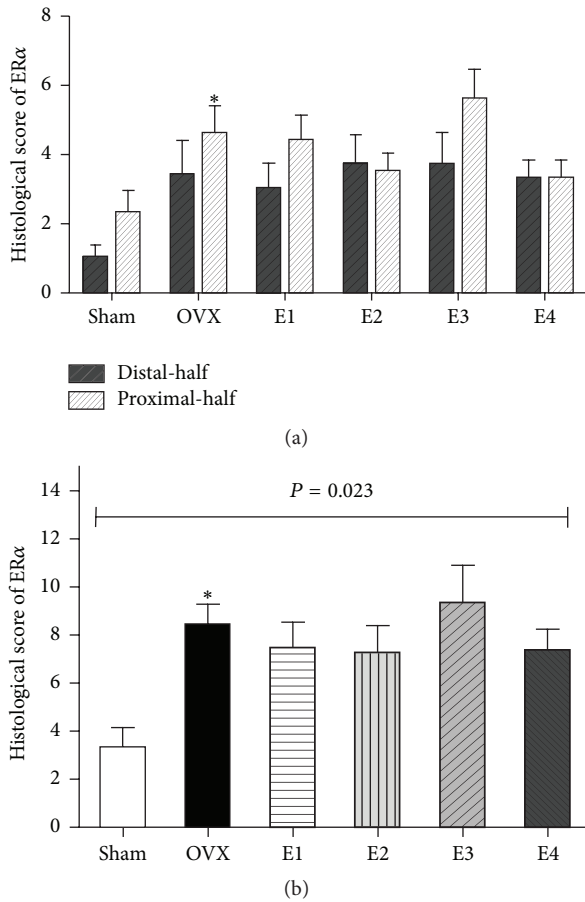 Histological score of ERα
8
6
4
2
0
*
Sham OVX E1 E2 E3 E4
Distal-half
Proximal-half
(a)
Histological score of ERα
14
12
10
8
6
4
2
0
P = 0.023
*
Sham OVX E1 E2 E3 E4
(b)